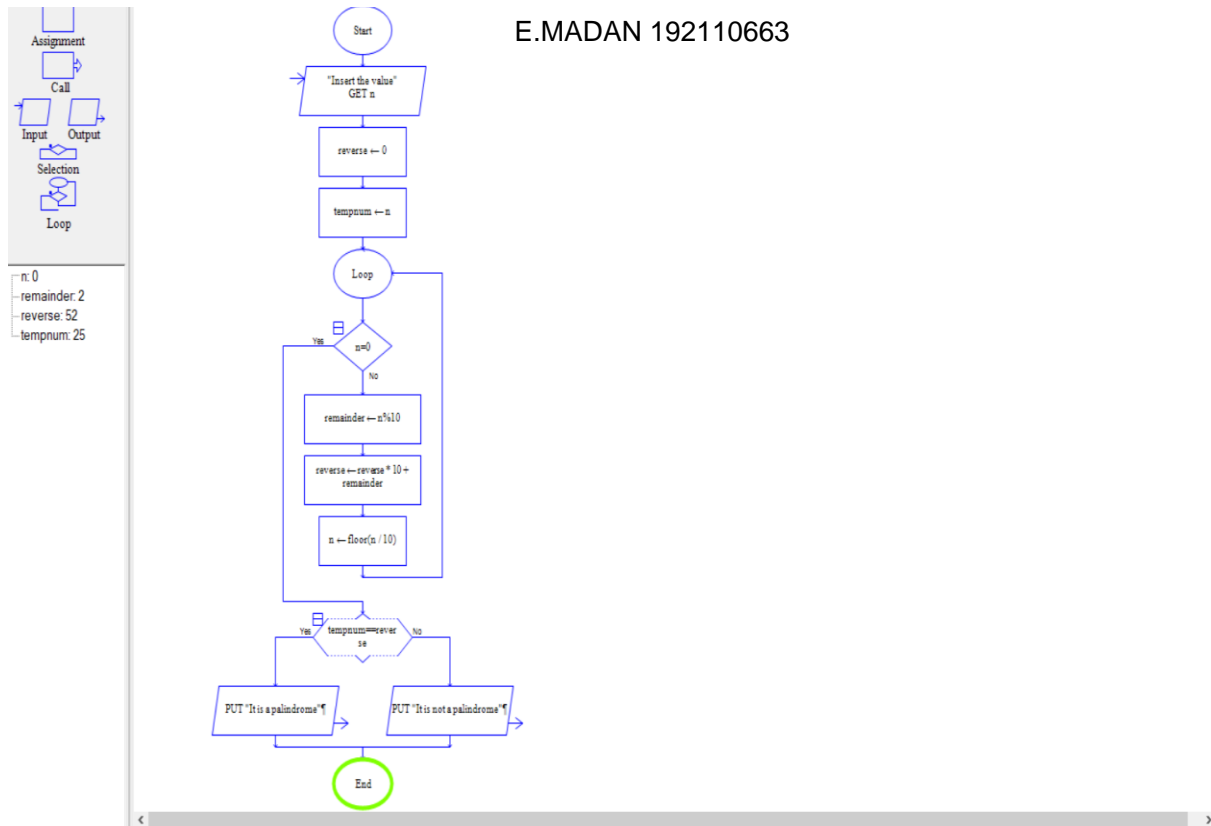 E.MADAN 192110663
Assignment
Call
Input Output
Selection
Loop
n: 0
remainder: 2
reverse: 52
tempnum: 25
Start
"Insert the value"
GET n
reverse ← 0
tempnum ← n
Loop
Yes
n=0
No
remainder ← n%10
reverse ← reverse * 10 +
remainder
n ← floor(n / 10)
Yes
tempnum==rever
se
No
PUT "It is a palindrome"¶
PUT "It is not a palindrome"¶
End